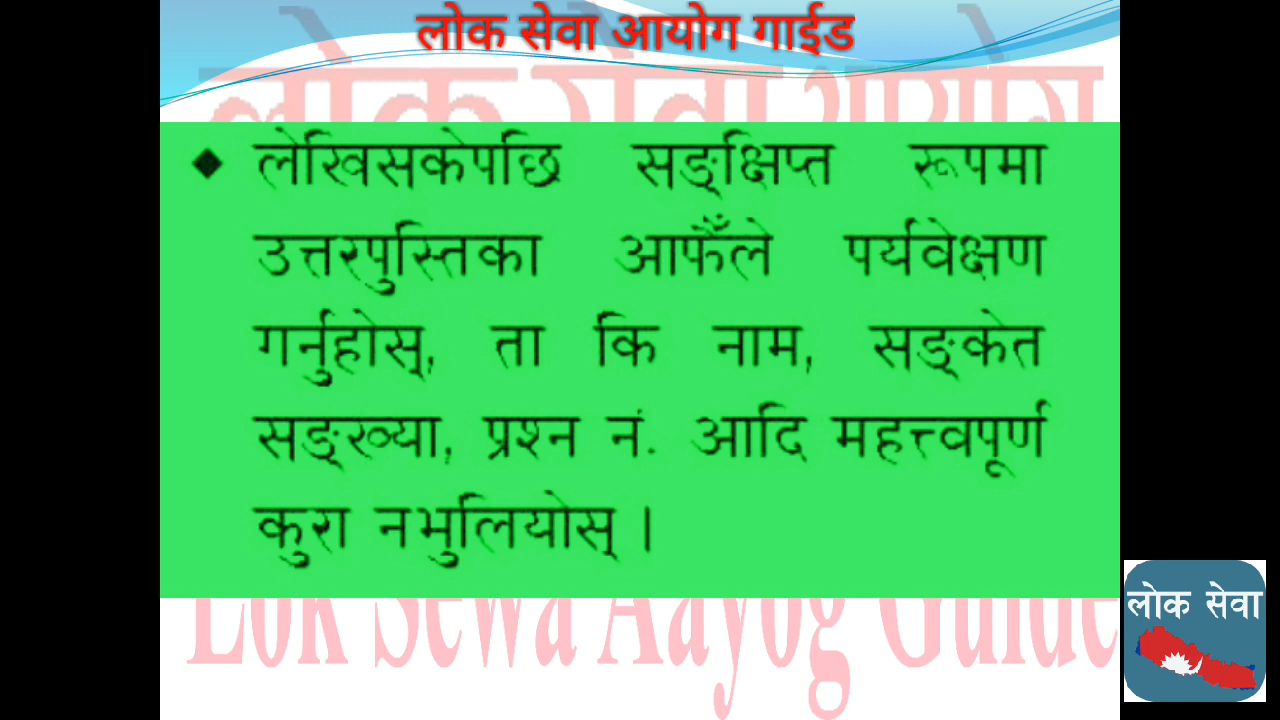 लोक सेवा आयोग गाईड
लोक सेवा आयोग
◆ लेखिसकेपछि सङ्क्षिप्त रूपमा
उत्तरपुस्तिका आफैँले पर्यवेक्षण
गर्नुहोस्, ता कि नाम, सङ्केत
सङ्ख्या, प्रश्न नं. आदि महत्त्वपूर्ण
कुरा नभुलियोस् ।
Lok Sewa Aayog Guide
लोक सेवा